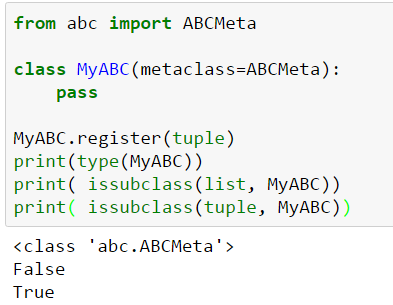 from abc import ABCMeta
class MyABC(metaclass=ABCMeta):
    pass
MyABC.register(tuple)
print(type(MyABC))
print( issubclass(list, MyABC))
print( issubclass(tuple, MyABC))
<class 'abc.ABCMeta'>
False
True